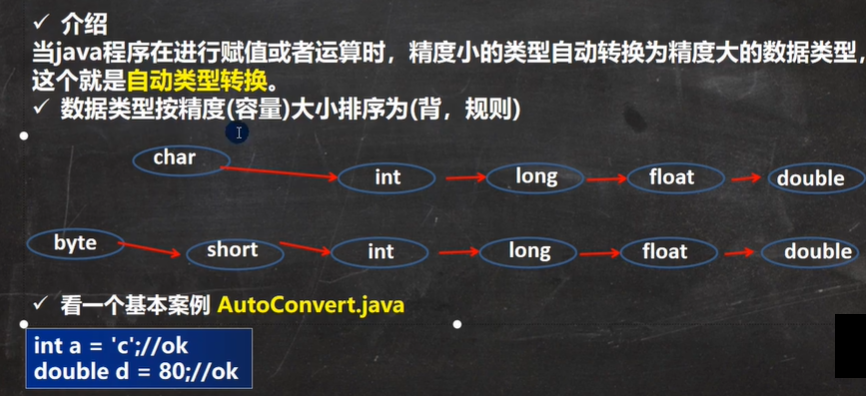 ✓ 介绍
当java程序在进行赋值或者运算时，精度小的类型自动转换为精度大的数据类型，
这个就是自动类型转换。
✓ 数据类型按精度(容量)大小排序为(背，规则)
char int long float double
byte short int long float double
✓ 看一个基本案例 AutoConvert.java
int a = 'c';//ok
double d = 80;//ok